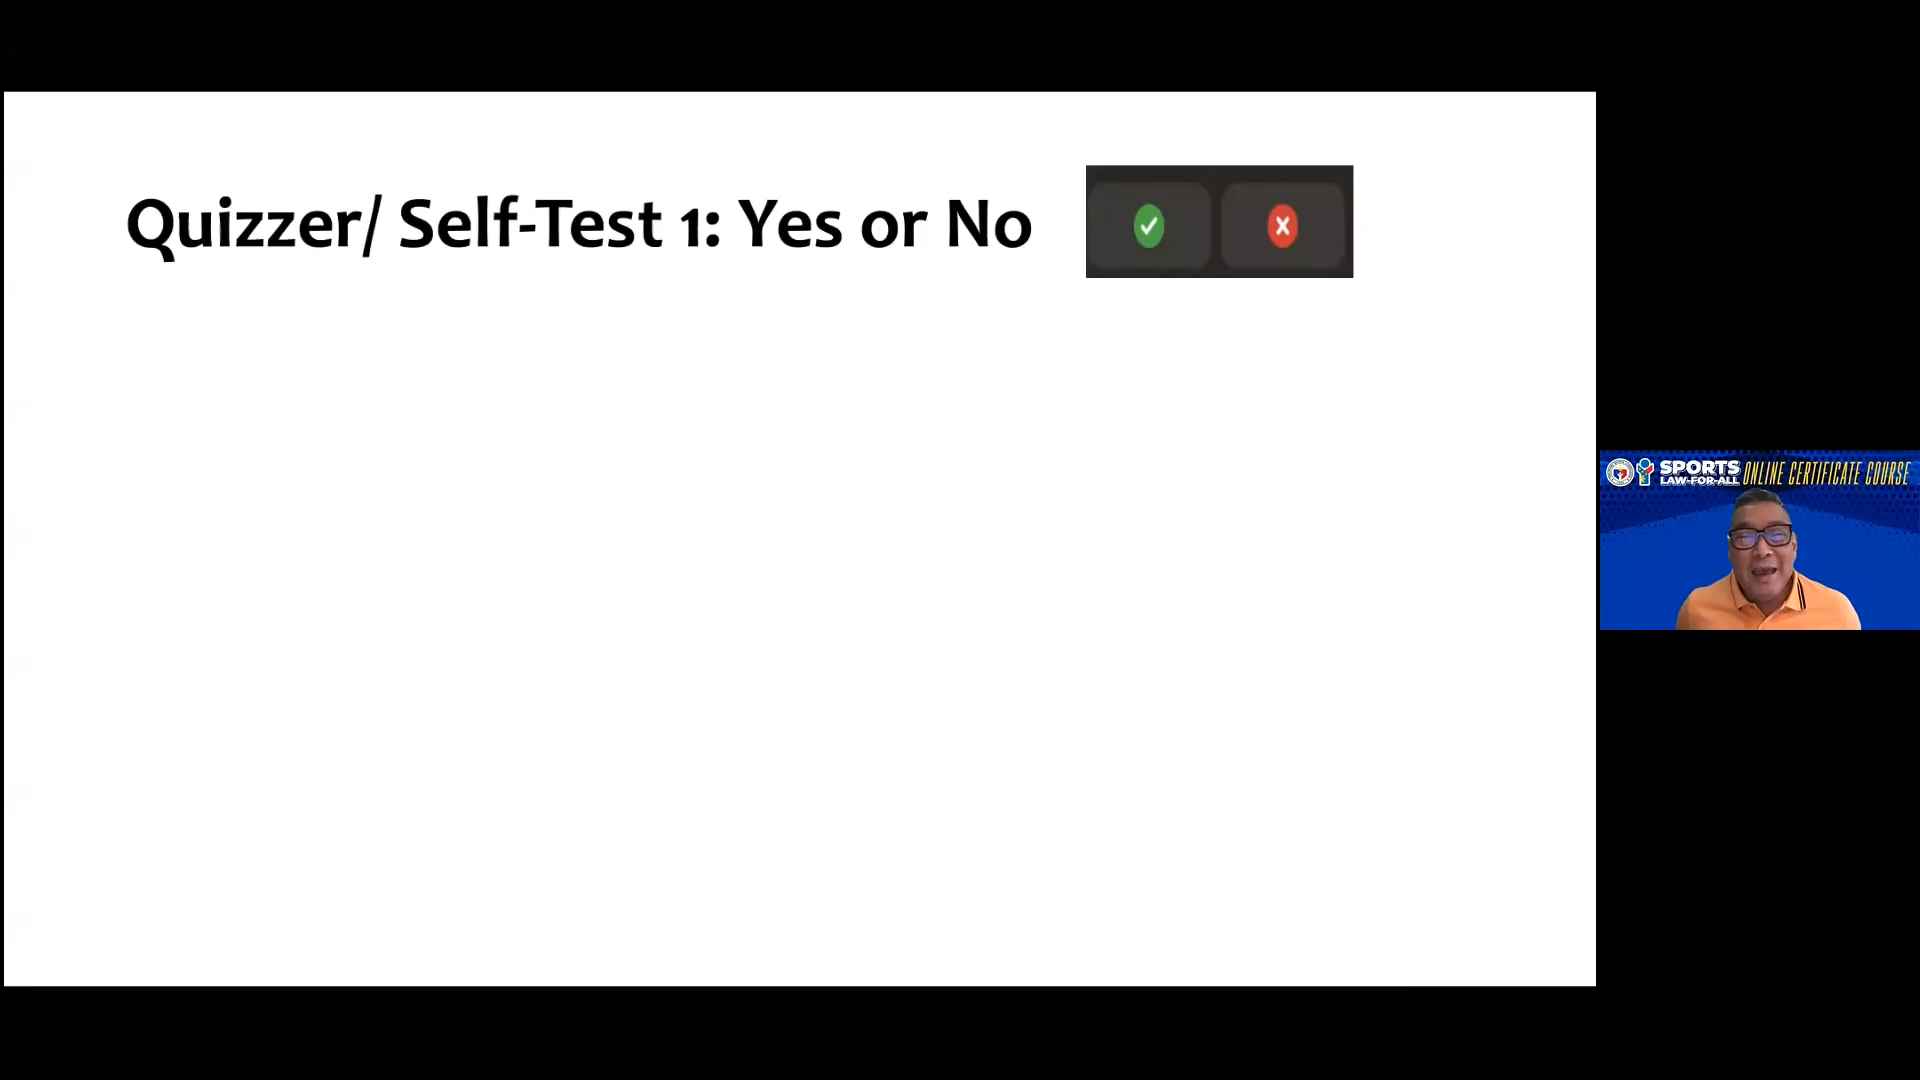 Quizzer/ Self-Test 1: Yes or No
SPORTS
LAW-FOR-ALL
ONLINE CERTIFICATE COURSE